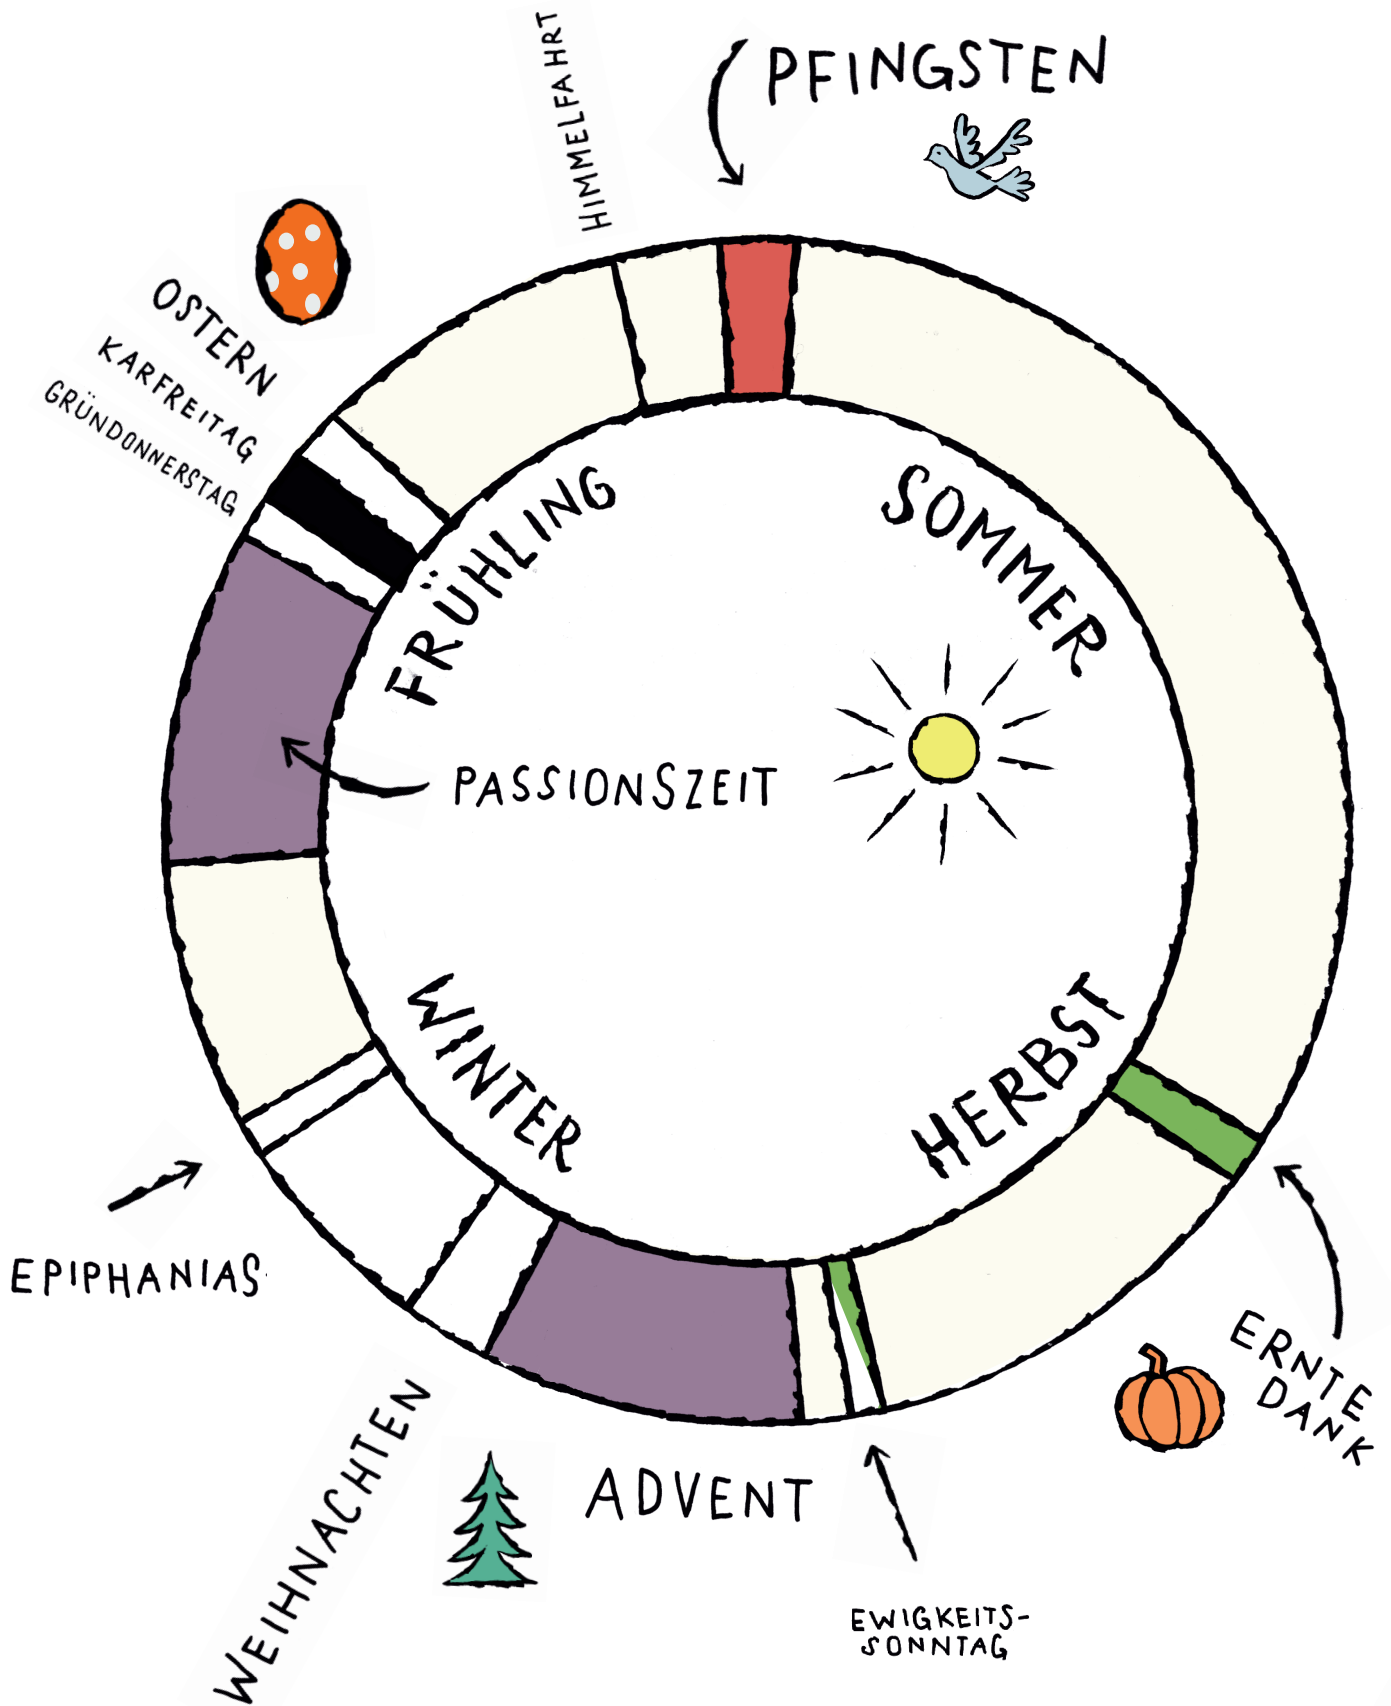 HIMMELFAHRT
PFINGSTEN
OSTERN
KARFREITAG
GRÜNDONNERSTAG
FRÜHLING
SOMMER
PASSIONSZEIT
WINTER
HERBST
EPIPHANIAS
ERNTE
DANK
WEIHNACHTEN
ADVENT
EWIGKEITS-
SONNTAG